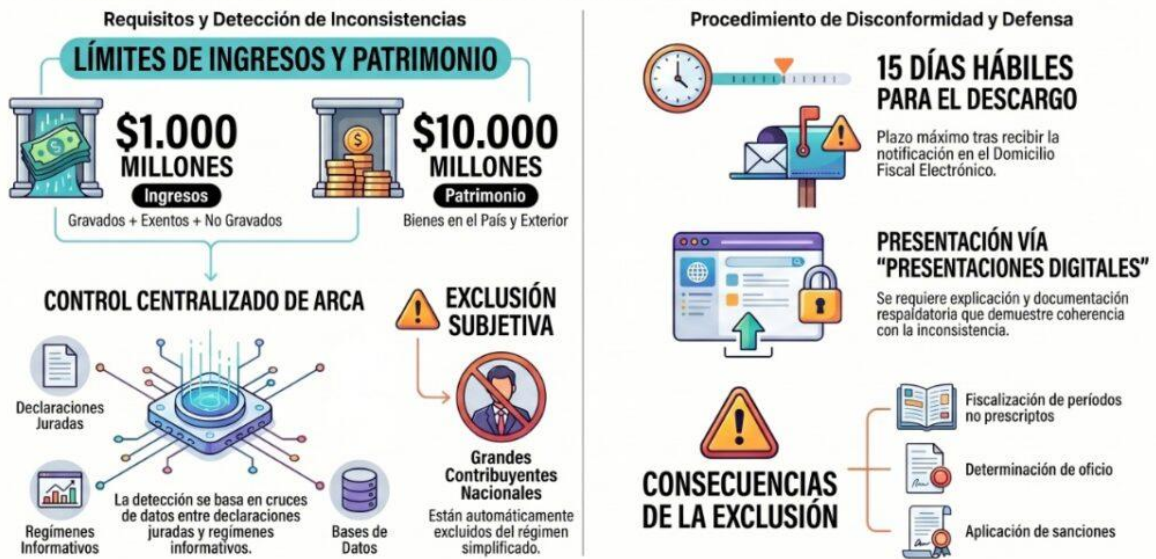 Requisitos y Detección de Inconsistencias
LÍMITES DE INGRESOS Y PATRIMONIO
$1.000
MILLONES
Ingresos
Gravados + Exentos + No Gravados
$10.000
MILLONES
Patrimonio
Bienes en el País y Exterior
CONTROL CENTRALIZADO DE ARCA
Declaraciones
Juradas
Regímenes
Informativos
La detección se basa en cruces
de datos entre declaraciones
juradas y regímenes
informativos.
Bases de
Datos
EXCLUSIÓN
SUBJETIVA
Grandes
Contribuyentes
Nacionales
Están automáticamente
excluidos del régimen
simplificado.
Procedimiento de Disconformidad y Defensa
15 DÍAS HÁBILES
PARA EL DESCARGO
Plazo máximo tras recibir la
notificación en el Domicilio
Fiscal Electrónico.
PRESENTACIÓN VÍA
"PRESENTACIONES DIGITALES"
Se requiere explicación y documentación
respaldatoria que demuestre coherencia
con la inconsistencia.
CONSECUENCIAS
DE LA EXCLUSIÓN
Fiscalización de períodos
no prescriptos
Determinación de oficio
Aplicación de sanciones